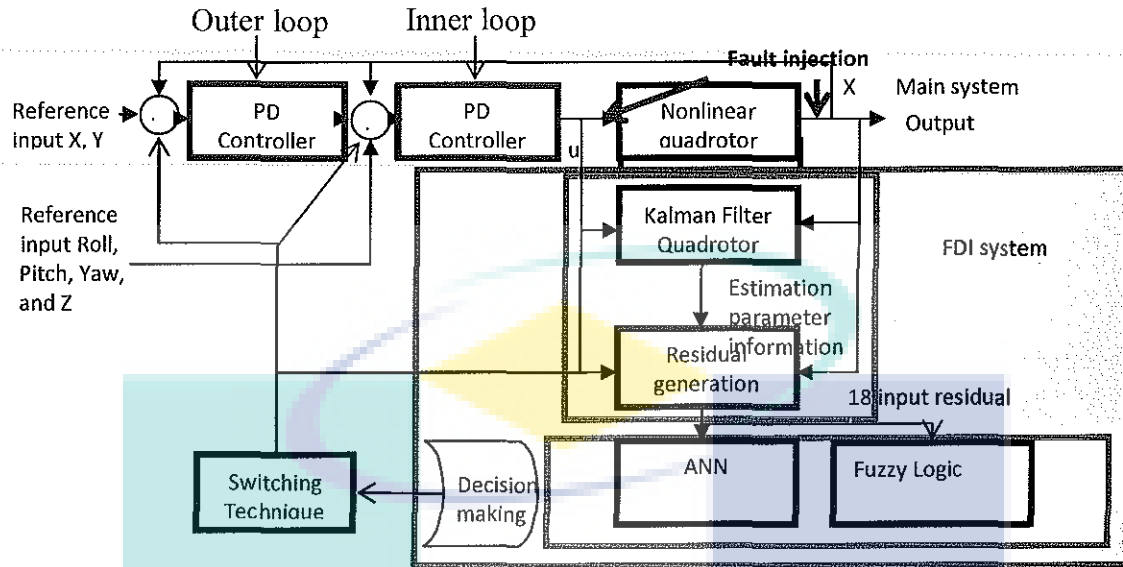 Outer loop
Inner loop
Fault injection
X
Main system
Output
Reference
input X, Y
PD
Controller
PD
Controller
Nonlinear
quadrotor
u
Reference
input Roll,
Pitch, Yaw,
and Z
Kalman Filter
Quadrotor
FDI system
Estimation
parameter
information
Residual
generation
18 input residual
Switching
Technique
Decision
making
ANN
Fuzzy Logic